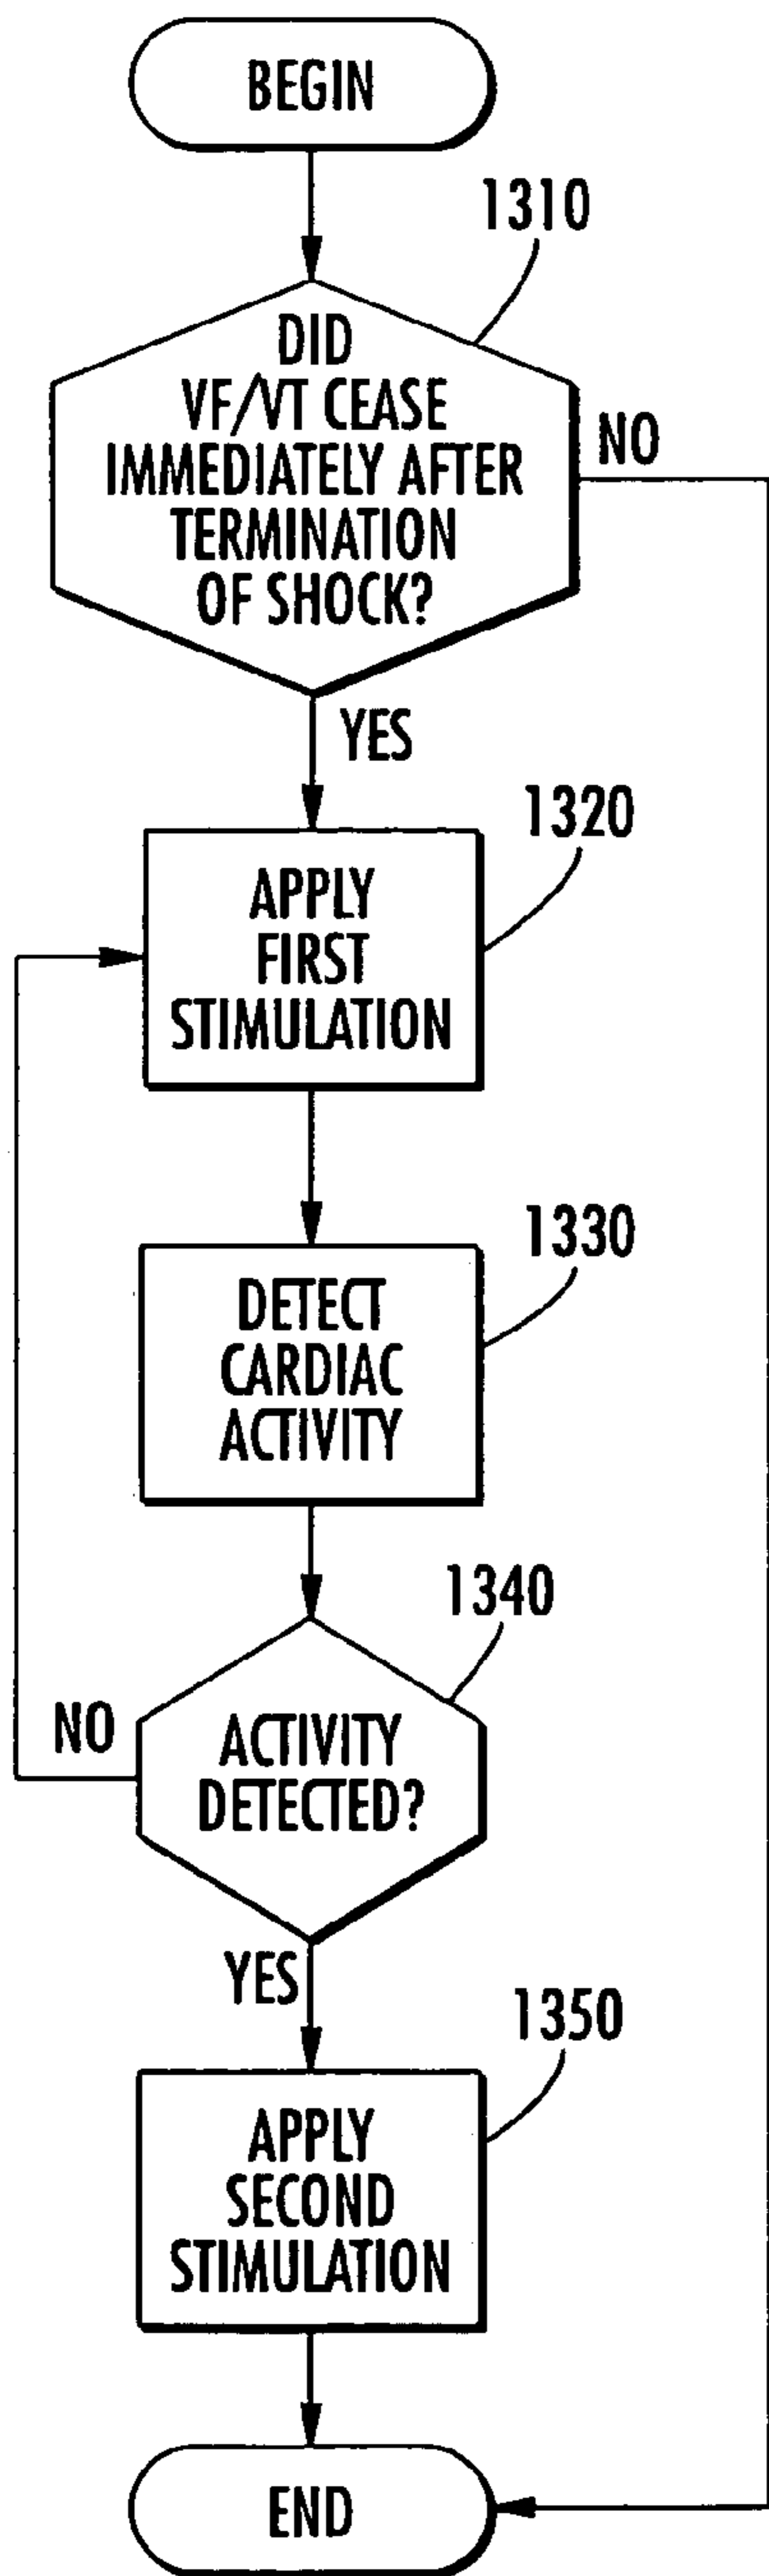 BEGIN
1310
DID
VF/VT CEASE
IMMEDIATELY AFTER
TERMINATION
OF SHOCK?
NO
YES
1320
APPLY
FIRST
STIMULATION
1330
DETECT
CARDIAC
ACTIVITY
1340
NO
ACTIVITY
DETECTED?
YES
1350
APPLY
SECOND
STIMULATION
END